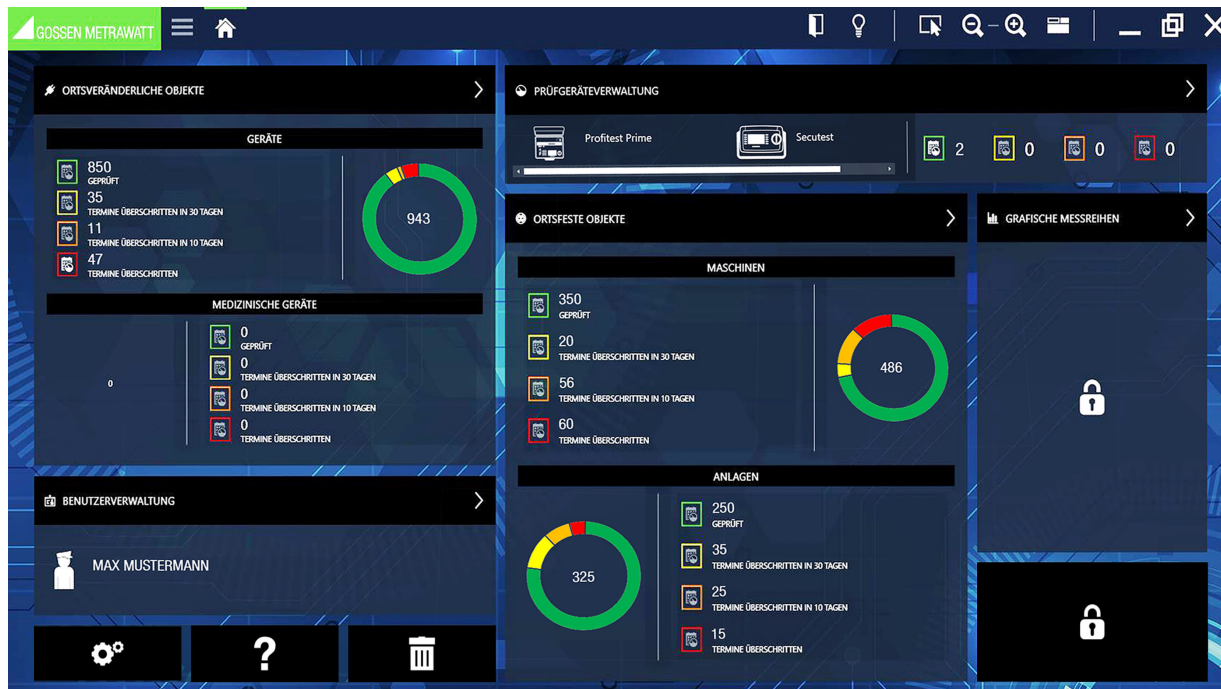 GOSSEN METRAWATT
ORTSVERÄNDERLICHE OBJEKTE
GERÄTE
850
GEPRÜFT
35
TERMINE ÜBERSCHRITTEN IN 30 TAGEN
11
TERMINE ÜBERSCHRITTEN IN 10 TAGEN
47
TERMINE ÜBERSCHRITTEN
943
MEDIZINISCHE GERÄTE
0
0
GEPRÜFT
0
TERMINE ÜBERSCHRITTEN IN 30 TAGEN
0
TERMINE ÜBERSCHRITTEN IN 10 TAGEN
0
TERMINE ÜBERSCHRITTEN
BENUTZERVERWALTUNG
MAX MUSTERMANN
?
PRÜFGERÄTEVERWALTUNG
Profitest Prime
Secutest
2 0 0 0
ORTSFESTE OBJEKTE
MASCHINEN
350
GEPRÜFT
20
TERMINE ÜBERSCHRITTEN IN 30 TAGEN
56
TERMINE ÜBERSCHRITTEN IN 10 TAGEN
60
TERMINE ÜBERSCHRITTEN
486
ANLAGEN
325
250
GEPRÜFT
35
TERMINE ÜBERSCHRITTEN IN 30 TAGEN
25
TERMINE ÜBERSCHRITTEN IN 10 TAGEN
15
TERMINE ÜBERSCHRITTEN
GRAFISCHE MESSREIHEN